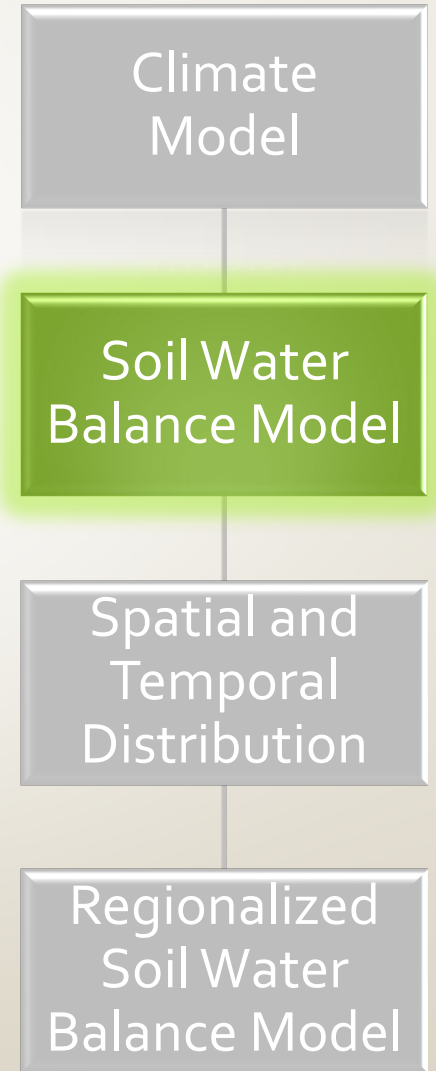 Climate
Model
Soil Water
Balance Model
Spatial and
Temporal
Distribution
Regionalized
Soil Water
Balance Model